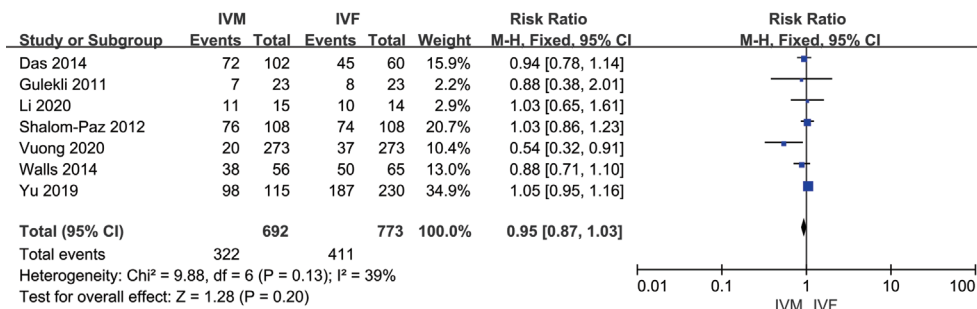 IVM IVF Risk Ratio Risk Ratio
Study or Subgroup Events Total Events Total Weight M-H, Fixed, 95% CI M-H, Fixed, 95% CI
Das 2014 72 102 45 60 15.9% 0.94 [0.78, 1.14]
Gulekli 2011 7 23 8 23 2.2% 0.88 [0.38, 2.01]
Li 2020 11 15 10 14 2.9% 1.03 [0.65, 1.61]
Shalom-Paz 2012 76 108 74 108 20.7% 1.03 [0.86, 1.23]
Vuong 2020 20 273 37 273 10.4% 0.54 [0.32, 0.91]
Walls 2014 38 56 50 65 13.0% 0.88 [0.71, 1.10]
Yu 2019 98 115 187 230 34.9% 1.05 [0.95, 1.16]
Total (95% CI) 692 773 100.0% 0.95 [0.87, 1.03]
Total events 322 411
Heterogeneity: Chi² = 9.88, df = 6 (P = 0.13); I² = 39%
Test for overall effect: Z = 1.28 (P = 0.20)
0.01 0.1 1 10 100
IVM IVF